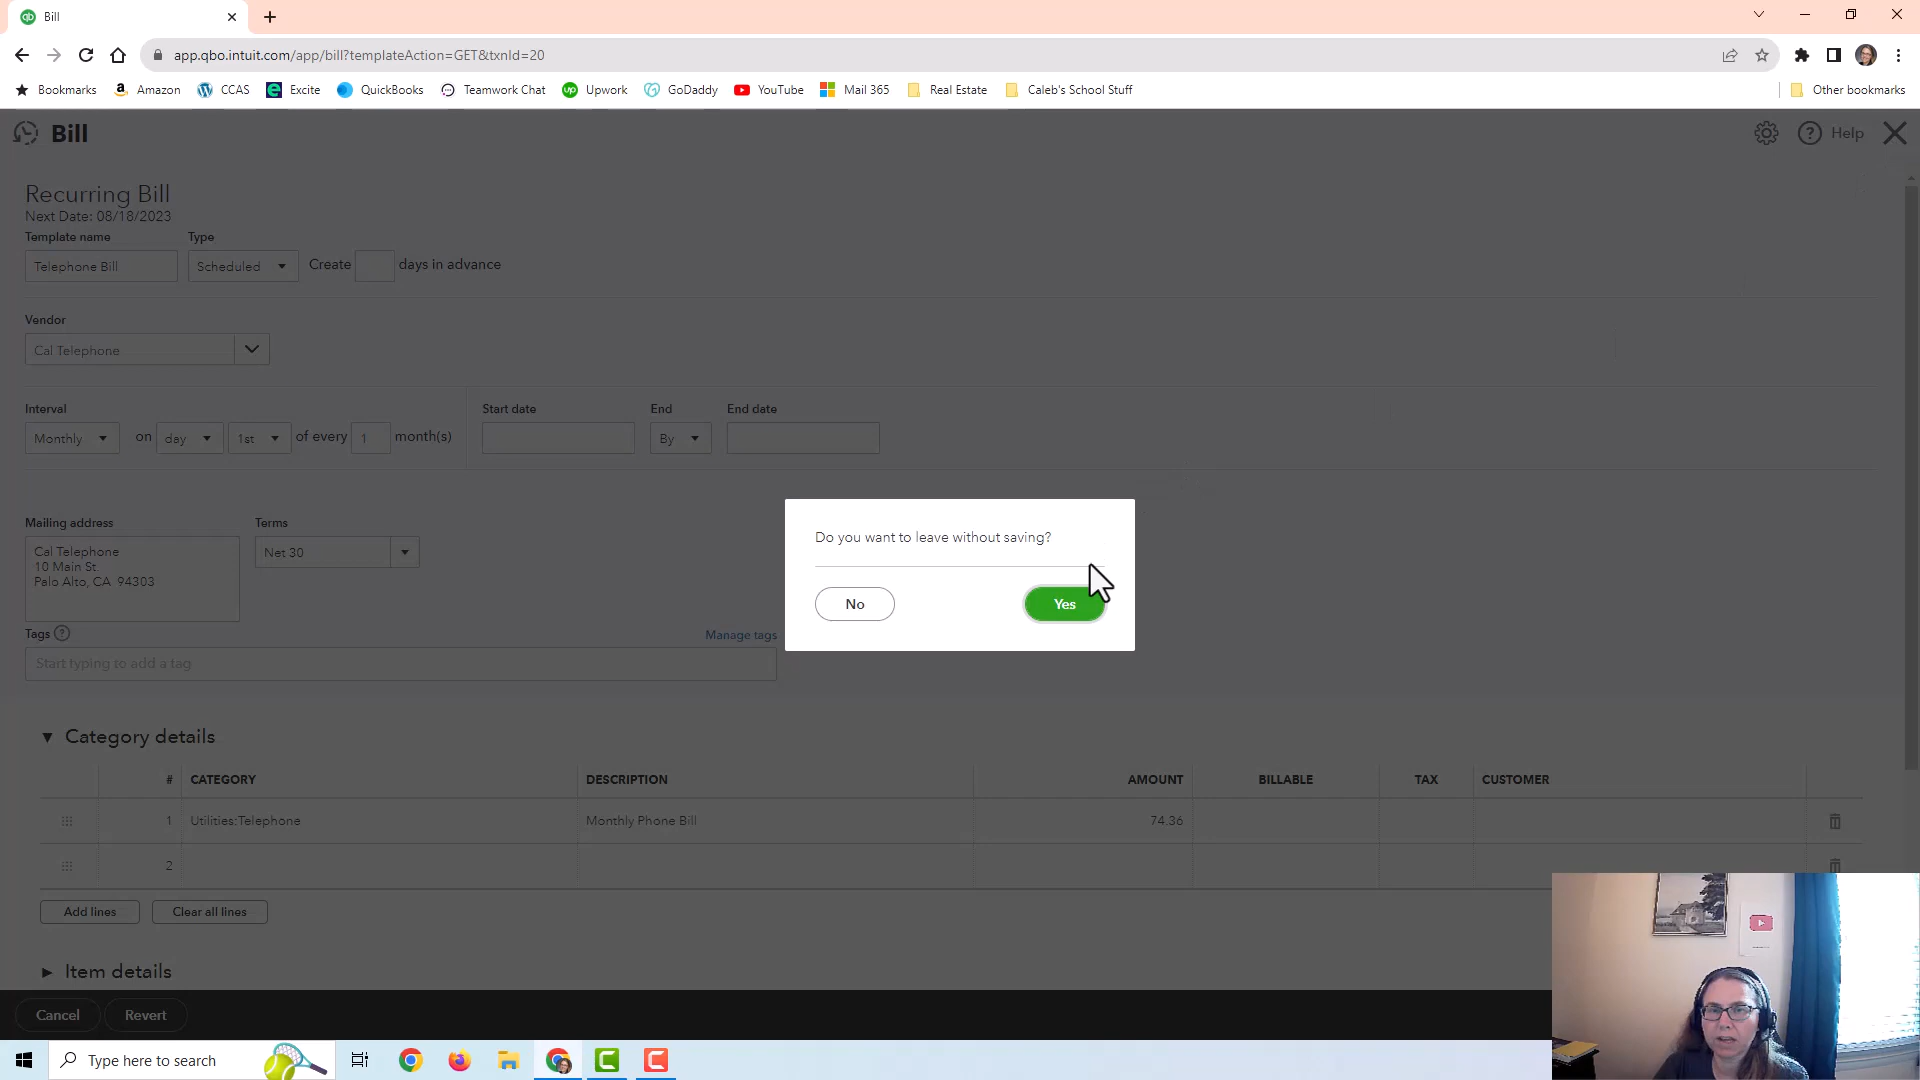 Bill
app.qbo.intuit.com/app/bill?templateAction=GET&txnId=20
Bookmarks Amazon CCAS Excite QuickBooks Teamwork Chat Upwork GoDaddy YouTube Mail 365 Real Estate Caleb's School Stuff Other bookmarks
Bill
Help
Recurring Bill
Next Date: 08/18/2023
Template name Type
Telephone Bill Scheduled Create days in advance
Vendor
Cal Telephone
Interval Start date End End date
Monthly on day 1st of every 1 month(s) By
Do you want to leave without saving?
No Yes
Mailing address Terms
Cal Telephone
10 Main St.
Palo Alto, CA 94303
Net 30
Tags ? Manage tags
Start typing to add a tag
Category details
# CATEGORY DESCRIPTION AMOUNT BILLABLE TAX CUSTOMER
1 Utilities:Telephone Monthly Phone Bill 74.36
2
Add lines Clear all lines
Item details
Cancel Revert
Type here to search